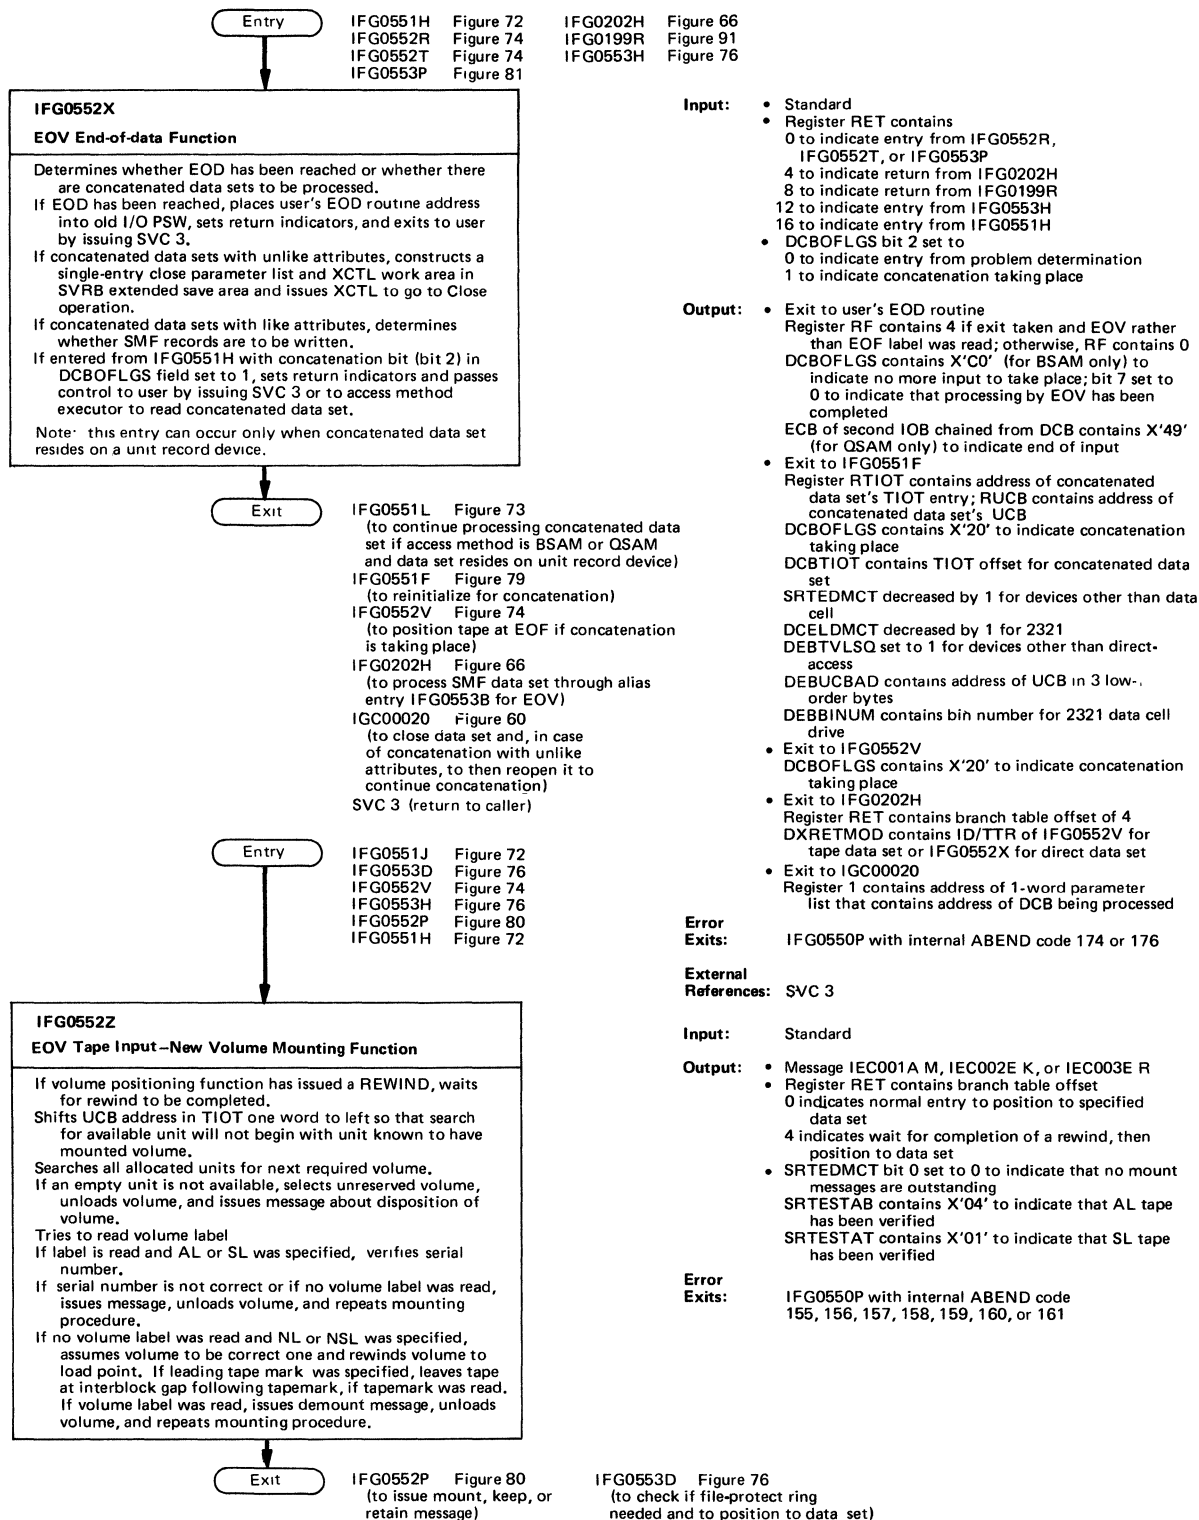 Entry
IFG0551H Figure 72 IFG0202H Figure 66
IFG0552R Figure 74 IFG0199R Figure 91
IFG0552T Figure 74 IFG0553H Figure 76
IFG0553P Figure 81
IFG0552X
EOV End-of-data Function
Determines whether EOD has been reached or whether there
are concatenated data sets to be processed.
If EOD has been reached, places user's EOD routine address
into old I/O PSW, sets return indicators, and exits to user
by issuing SVC 3.
If concatenated data sets with unlike attributes, constructs a
single-entry close parameter list and XCTL work area in
SVRB extended save area and issues XCTL to go to Close
operation.
If concatenated data sets with like attributes, determines
whether SMF records are to be written.
If entered from IFG0551H with concatenation bit (bit 2) in
DCBOFLGS field set to 1, sets return indicators and passes
control to user by issuing SVC 3 or to access method
executor to read concatenated data set.
Note: this entry can occur only when concatenated data set
resides on a unit record device.
Exit
IFG0551L Figure 73
(to continue processing concatenated data
set if access method is BSAM or QSAM
and data set resides on unit record device)
IFG0551F Figure 79
(to reinitialize for concatenation)
IFG0552V Figure 74
(to position tape at EOF if concatenation
is taking place)
IFG0202H Figure 66
(to process SMF data set through alias
entry IFG0553B for EOV)
IGC00020 Figure 60
(to close data set and, in case
of concatenation with unlike
attributes, to then reopen it to
continue concatenation)
SVC 3 (return to caller)
Input: • Standard
• Register RET contains
0 to indicate entry from IFG0552R,
IFG0552T, or IFG0553P
4 to indicate return from IFG0202H
8 to indicate return from IFG0199R
12 to indicate entry from IFG0553H
16 to indicate entry from IFG0551H
• DCBOFLGS bit 2 set to
0 to indicate entry from problem determination
1 to indicate concatenation taking place
Output: • Exit to user's EOD routine
Register RF contains 4 if exit taken and EOV rather
than EOF label was read; otherwise, RF contains 0
DCBOFLGS contains X'C0' (for BSAM only) to
indicate no more input to take place; bit 7 set to
0 to indicate that processing by EOV has been
completed
ECB of second IOB chained from DCB contains X'49'
(for QSAM only) to indicate end of input
• Exit to IFG0551F
Register RTIOT contains address of concatenated
data set's TIOT entry; RUCB contains address of
concatenated data set's UCB
DCBOFLGS contains X'20' to indicate concatenation
taking place
DCBTIOT contains TIOT offset for concatenated data
set
SRTEDMCT decreased by 1 for devices other than data
cell
DCELDMCT decreased by 1 for 2321
DEBTVLSQ set to 1 for devices other than direct-
access
DEBUCBAD contains address of UCB in 3 low-
order bytes
DEBBINUM contains bin number for 2321 data cell
drive
• Exit to IFG0552V
DCBOFLGS contains X'20' to indicate concatenation
taking place
• Exit to IFG0202H
Register RET contains branch table offset of 4
DXRETMOD contains ID/TTR of IFG0552V for
tape data set or IFG0552X for direct data set
• Exit to IGC00020
Register 1 contains address of 1-word parameter
list that contains address of DCB being processed
Error
Exits: IFG0550P with internal ABEND code 174 or 176
External
References: SVC 3
Entry
IFG0551J Figure 72
IFG0553D Figure 76
IFG0552V Figure 74
IFG0553H Figure 76
IFG0552P Figure 80
IFG0551H Figure 72
IFG0552Z
EOV Tape Input—New Volume Mounting Function
If volume positioning function has issued a REWIND, waits
for rewind to be completed.
Shifts UCB address in TIOT one word to left so that search
for available unit will not begin with unit known to have
mounted volume.
Searches all allocated units for next required volume.
If an empty unit is not available, selects unreserved volume,
unloads volume, and issues message about disposition of
volume.
Tries to read volume label
If label is read and AL or SL was specified, verifies serial
number.
If serial number is not correct or if no volume label was read,
issues message, unloads volume, and repeats mounting
procedure.
If no volume label was read and NL or NSL was specified,
assumes volume to be correct one and rewinds volume to
load point. If leading tape mark was specified, leaves tape
at interblock gap following tapemark, if tapemark was read.
If volume label was read, issues demount message, unloads
volume, and repeats mounting procedure.
Input: Standard
Output: • Message IEC001A M, IEC002E K, or IEC003E R
• Register RET contains branch table offset
0 indicates normal entry to position to specified
data set
4 indicates wait for completion of a rewind, then
position to data set
• SRTEDMCT bit 0 set to 0 to indicate that no mount
messages are outstanding
SRTESTAB contains X'04' to indicate that AL tape
has been verified
SRTESTAT contains X'01' to indicate that SL tape
has been verified
Error
Exits: IFG0550P with internal ABEND code
155, 156, 157, 158, 159, 160, or 161
Exit
IFG0552P Figure 80 IFG0553D Figure 76
(to issue mount, keep, or (to check if file-protect ring
retain message) needed and to position to data set)